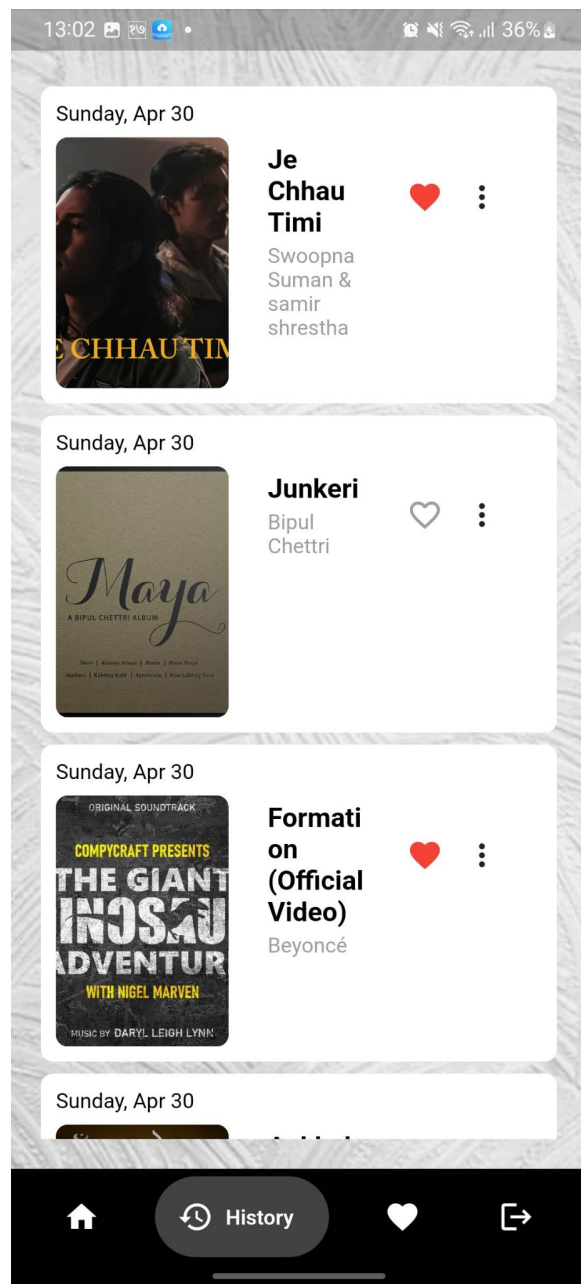 13:02
36%
Sunday, Apr 30
Je
Chhau
Timi
Swoopna
Suman &
samir
shrestha
E CHHAU TIM
Sunday, Apr 30
Junkeri
Bipul
Chettri
Maya
A BIPUL CHETTRI ALBUM
Sunday, Apr 30
ORIGINAL SOUNDTRACK
COMPYCRAFT PRESENTS
THE GIANT
INOSAU
ADVENTUR
WITH NIGEL MARVEN
MUSIC BY DARYL LEIGH LYNN
Formati
on
(Official
Video)
Beyoncé
Sunday, Apr 30
History